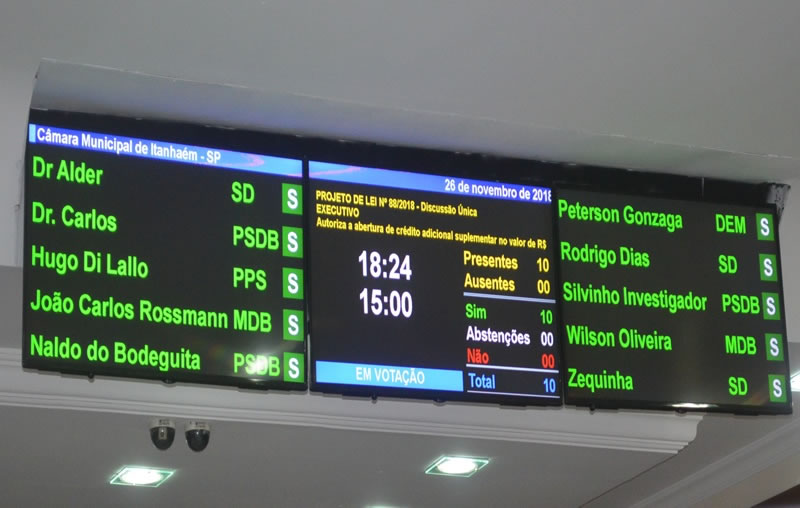 Câmara Municipal de Itanhaém - SP
Dr Alder SD S
Dr. Carlos PSDB S
Hugo Di Lallo PPS S
João Carlos Rossmann MDB S
Naldo do Bodeguita PSDB S
26 de novembro de 2018
PROJETO DE LEI Nº 88/2018 - Discussão Única
EXECUTIVO
Autoriza a abertura de crédito adicional suplementar no valor de R$
18:24
15:00
Presentes 10
Ausentes 00
Sim 10
Abstenções 00
Não 00
Total 10
EM VOTAÇÃO
Peterson Gonzaga DEM S
Rodrigo Dias SD S
Silvinho Investigador PSDB S
Wilson Oliveira MDB S
Zequinha SD S